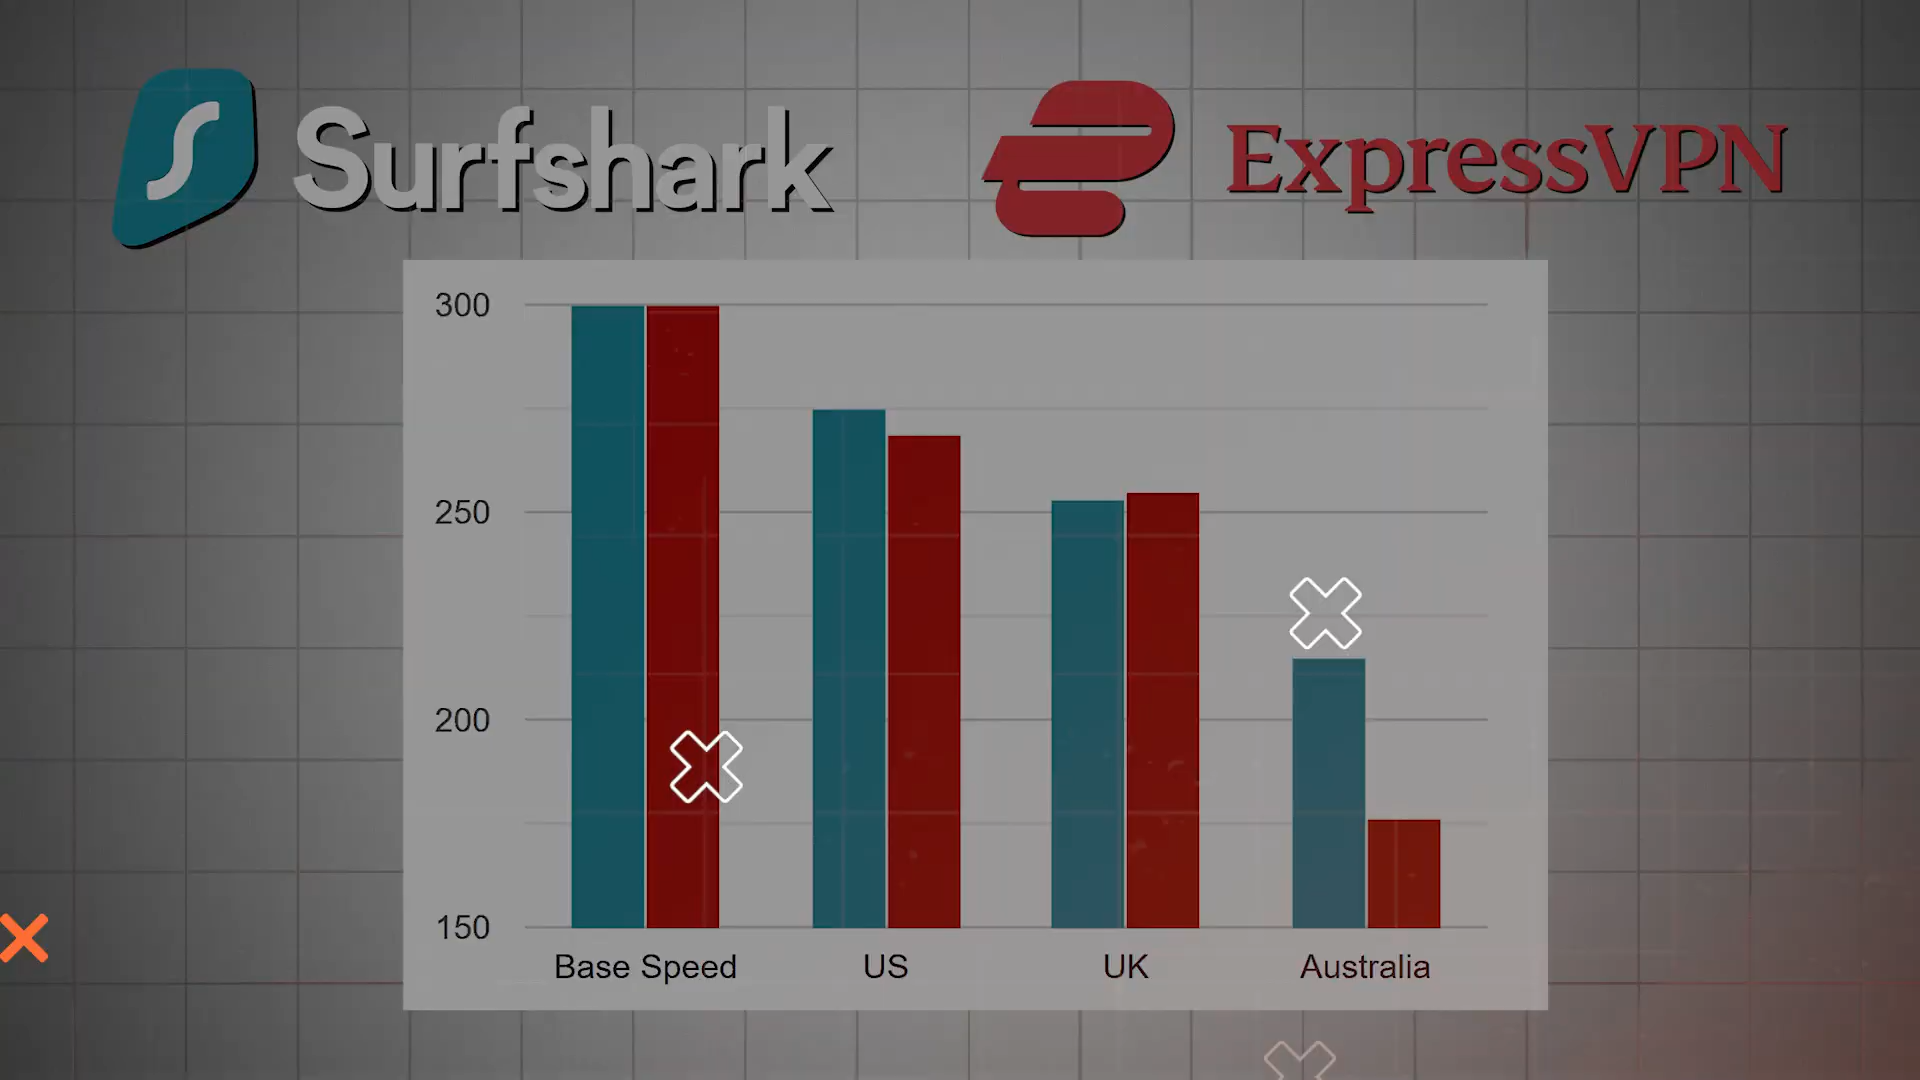 Surfshark
ExpressVPN
300
250
200
150
Base Speed
US
UK
Australia